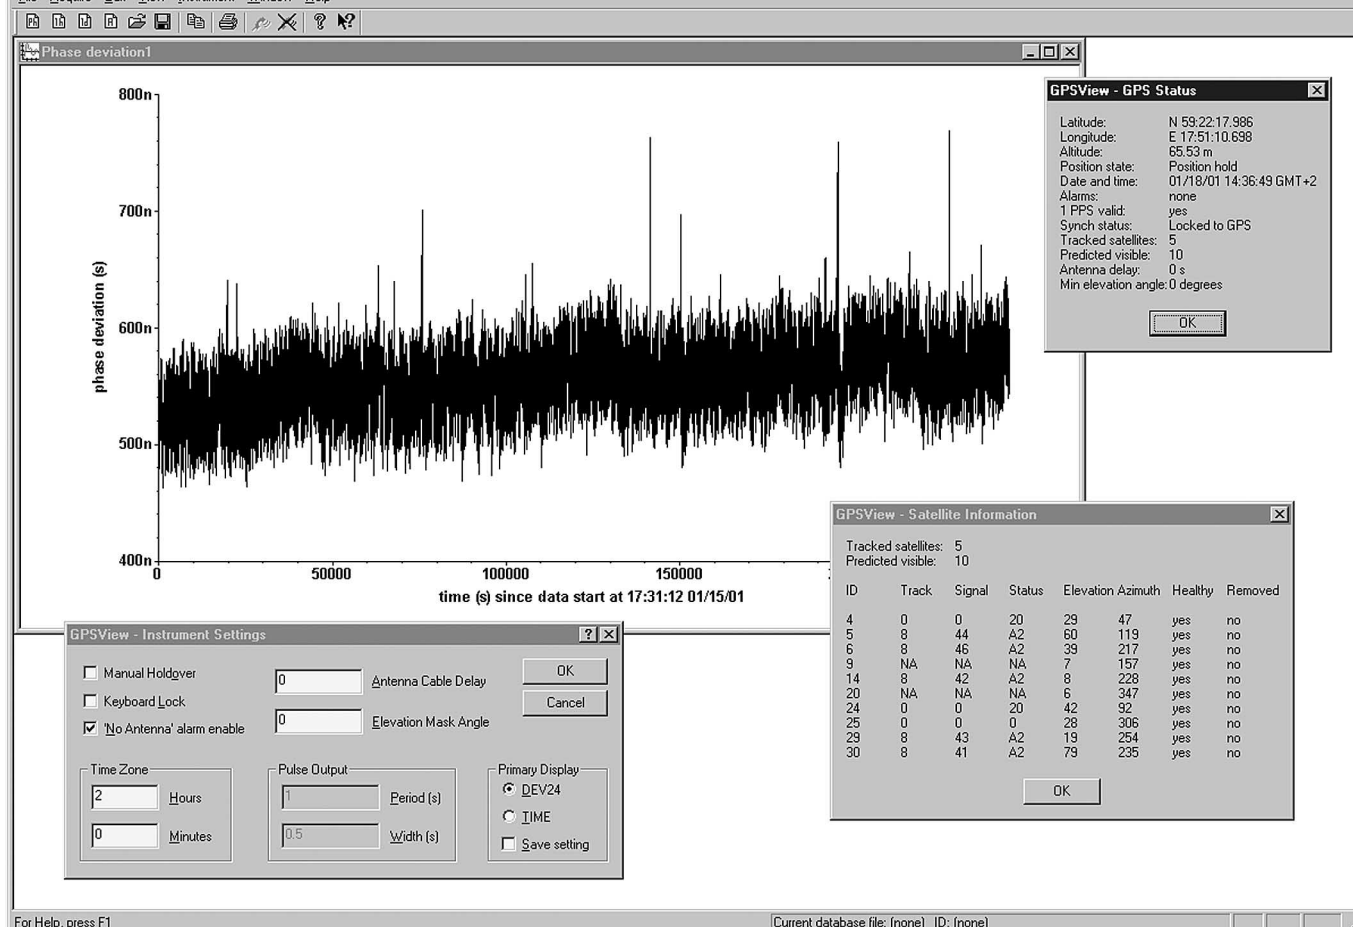 File Acquire Edit View Instrument Window Help
Phase deviation1
800n
700n
600n
500n
400n
phase deviation (s)
0 50000 100000 150000
time (s) since data start at 17:31:12 01/15/01
GPSView - GPS Status
Latitude: N 59:22:17.986
Longitude: E 17:51:10.698
Altitude: 65.53 m
Position state: Position hold
Date and time: 01/18/01 14:36:49 GMT+2
Alarms: none
1 PPS valid: yes
Synch status: Locked to GPS
Tracked satellites: 5
Predicted visible: 10
Antenna delay: 0 s
Min elevation angle: 0 degrees
OK
GPSView - Satellite Information
Tracked satellites: 5
Predicted visible: 10
ID Track Signal Status Elevation Azimuth Healthy Removed
4 0 0 20 29 47 yes no
5 8 44 A2 60 119 yes no
6 8 46 A2 39 217 yes no
9 NA NA NA 7 157 yes no
14 8 42 A2 8 228 yes no
20 NA NA NA 6 347 yes no
24 0 0 20 42 92 yes no
25 0 0 0 28 306 yes no
29 8 43 A2 19 254 yes no
30 8 41 A2 79 235 yes no
OK
GPSView - Instrument Settings
Manual Holdover
Keyboard Lock
'No Antenna' alarm enable
0 Antenna Cable Delay
0 Elevation Mask Angle
OK
Cancel
Time Zone
2 Hours
0 Minutes
Pulse Output
1 Period (s)
0.5 Width (s)
Primary Display
DEV24
TIME
Save setting
For Help, press F1
Current database file: (none) ID: (none)